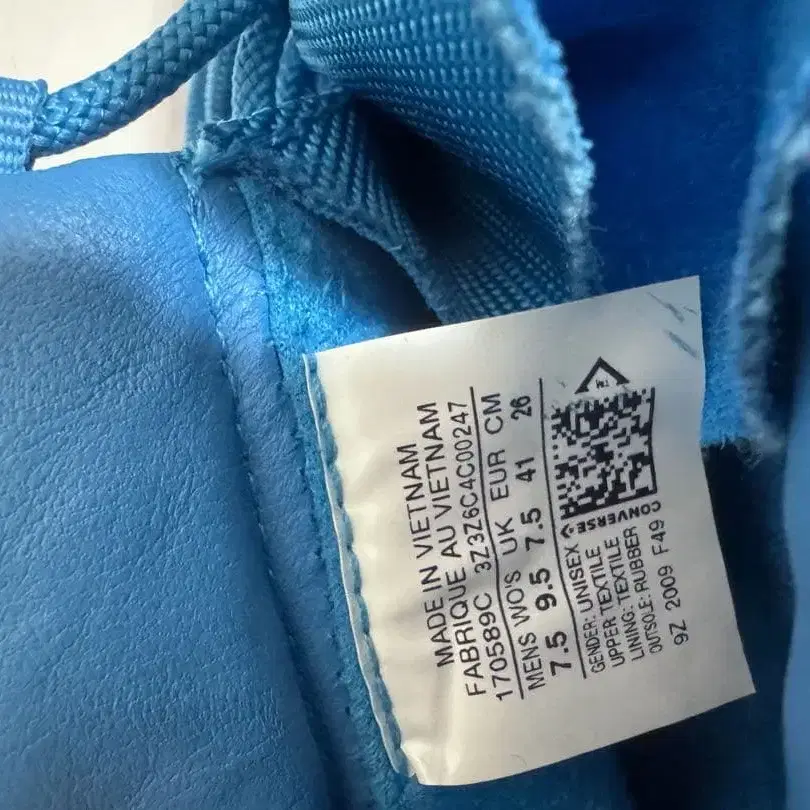 MADE IN VIETNAM
FABRIQUE AU VIETNAM
170589C 3Z3Z6C4C00247
MENS WO'S UK EUR CM
7.5 9.5 7.5 41 26
TM
CONVERSE
GENDER: UNISEX
UPPER: TEXTILE
LINING: TEXTILE
OUTSOLE: RUBBER
9Z 2009 F49